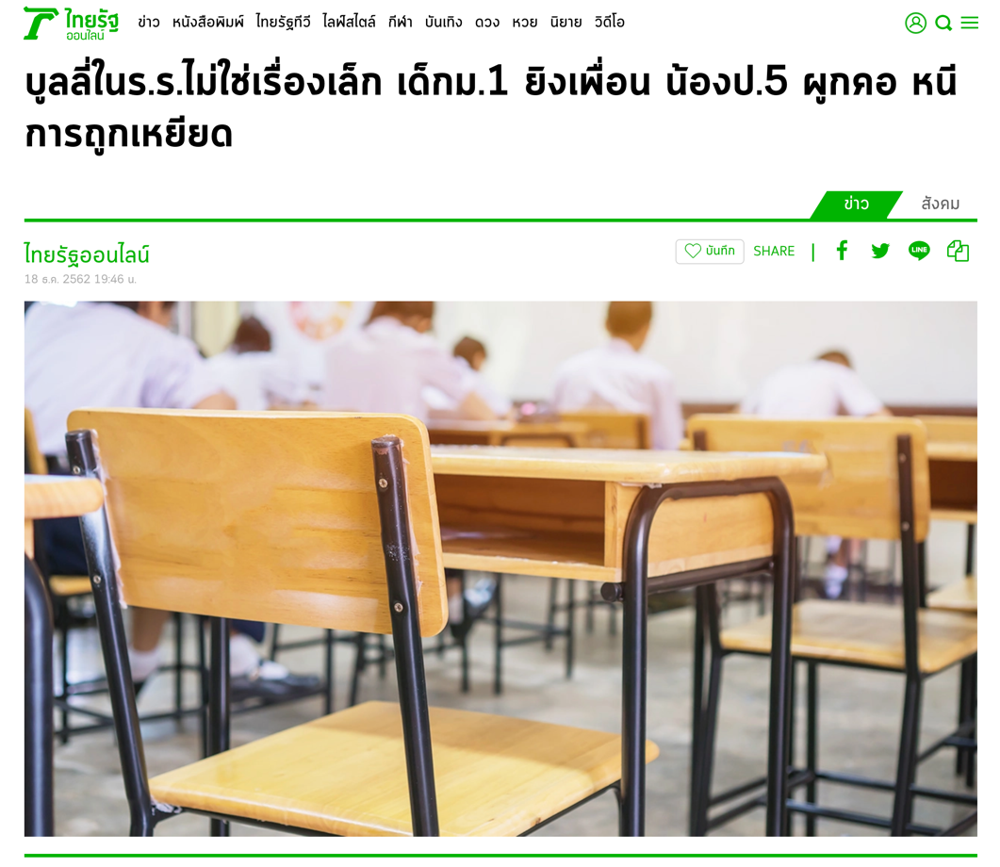 ไทยรัฐ
ออนไลน์
ข่าว หนังสือพิมพ์ ไทยรัฐทีวี ไลฟ์สไตล์ กีฬา บันเทิง ดวง หวย นิยาย วิดีโอ
บูลลี่ในร.ร.ไม่ใช่เรื่องเล็ก เด็กม.1 ยิงเพื่อน น้องป.5 ผูกคอ หนี
การถูกเหยียด
ข่าว สังคม
ไทยรัฐออนไลน์
บันทึก SHARE |
LINE
18 ธ.ค. 2562 19:46 น.